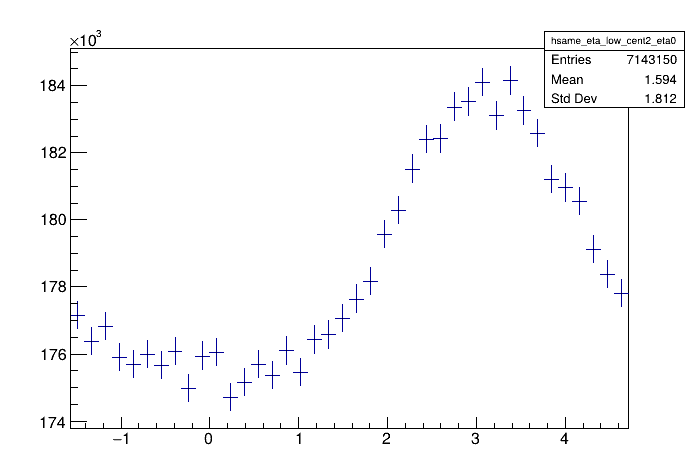 ×10³
hsame_eta_low_cent2_eta0
Entries 7143150
Mean 1.594
Std Dev 1.812
184
182
180
178
176
174
−1 0 1 2 3 4